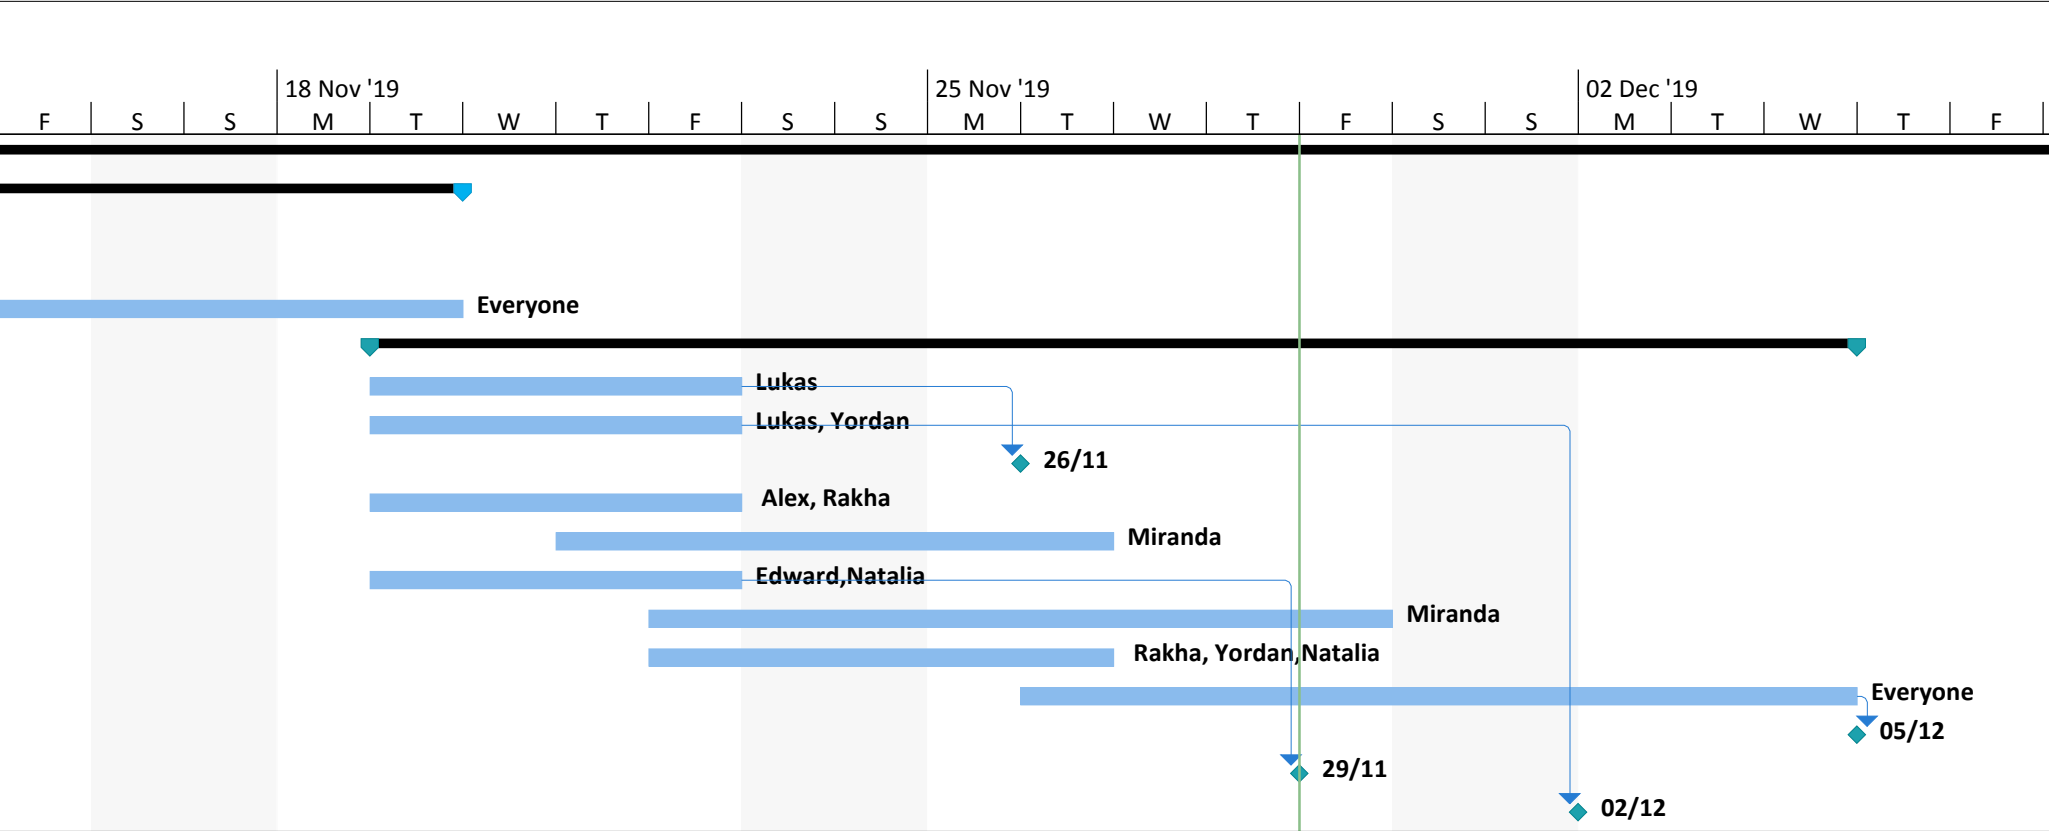 18 Nov '19 25 Nov '19 02 Dec '19
F S S M T W T F S S M T W T F S S M T W T F
Everyone
Lukas
Lukas, Yordan
26/11
Alex, Rakha
Miranda
Edward,Natalia
Miranda
Rakha, Yordan,Natalia
Everyone
05/12
29/11
02/12